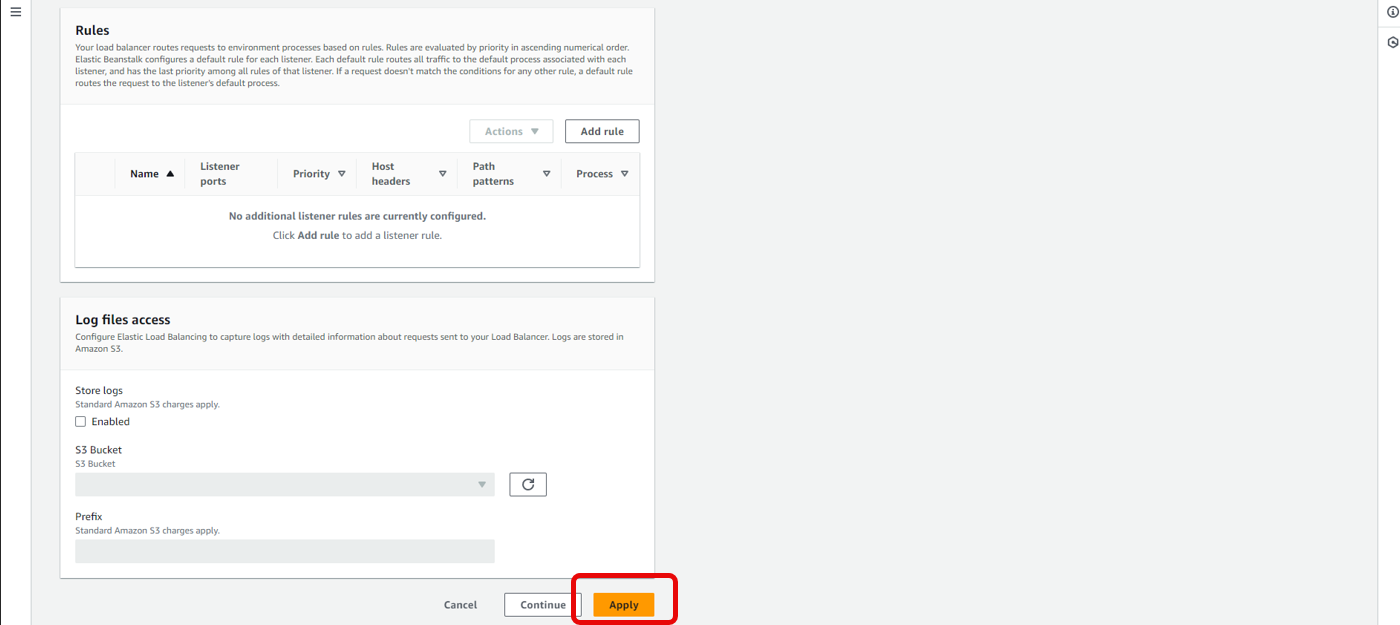 Rules
Your load balancer routes requests to environment processes based on rules. Rules are evaluated by priority in ascending numerical order.
Elastic Beanstalk configures a default rule for each listener. Each default rule routes all traffic to the default process associated with each
listener, and has the last priority among all rules of that listener. If a request doesn't match the conditions for any other rule, a default rule
routes the request to the listener's default process.
Actions
Add rule
Name
Listener
ports
Priority
Host
headers
Path
patterns
Process
No additional listener rules are currently configured.
Click Add rule to add a listener rule.
Log files access
Configure Elastic Load Balancing to capture logs with detailed information about requests sent to your Load Balancer. Logs are stored in
Amazon S3.
Store logs
Standard Amazon S3 charges apply.
Enabled
S3 Bucket
S3 Bucket
Prefix
Standard Amazon S3 charges apply.
Cancel
Continue
Apply